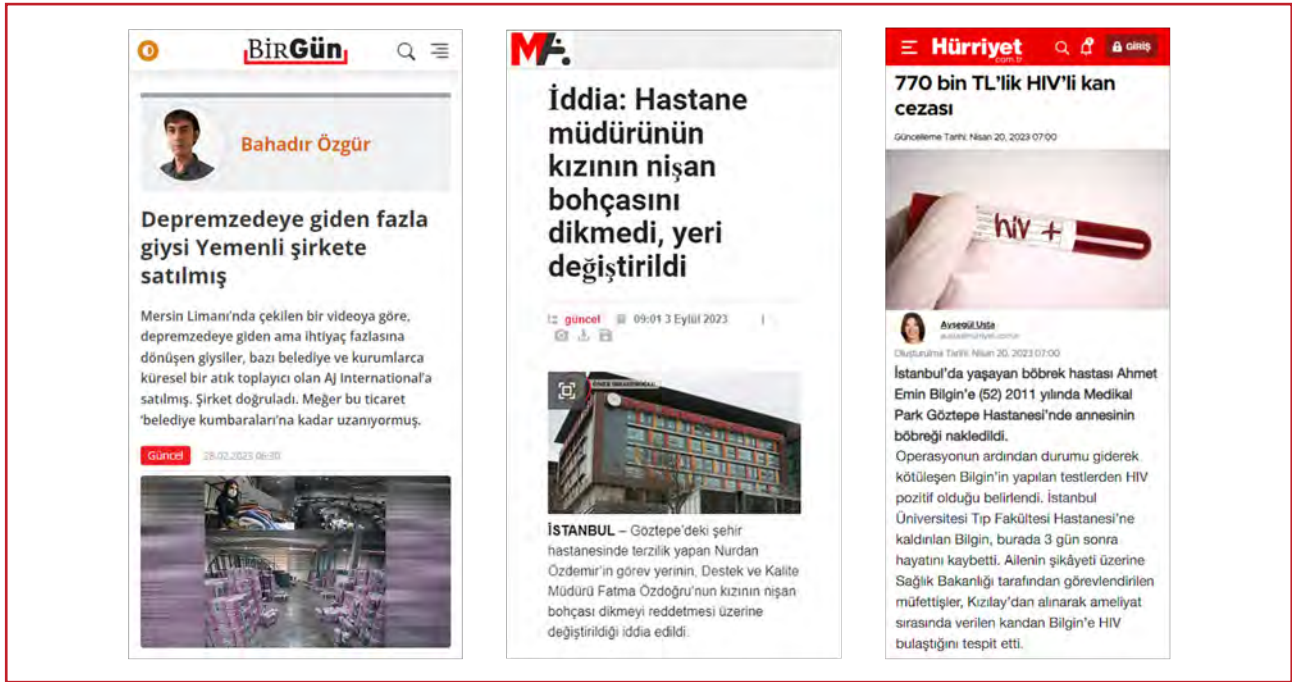 BİRGün
Bahadır Özgür
Depremzedeye giden fazla
giysi Yemenli şirkete
satılmış
Mersin Limanı'nda çekilen bir videoya göre,
depremzedeye giden ama ihtiyaç fazlasına
dönüşen giysiler, bazı belediye ve kurumlarca
küresel bir atık toplayıcı olan AJ International'a
satılmış. Şirket doğruladı. Meğer bu ticaret
'belediye kumbaraları'na kadar uzanıyormuş.
Güncel 28.02.2023 06:30
MA.
İddia: Hastane
müdürünün
kızının nişan
bohçasını
dikmedi, yeri
değiştirildi
güncel 09:01 3 Eylül 2023
İSTANBUL – Göztepe'deki şehir
hastanesinde terzilik yapan Nurdan
Özdemir'in görev yerinin, Destek ve Kalite
Müdürü Fatma Özdoğru'nun kızının nişan
bohçası dikmeyi reddetmesi üzerine
değiştirildiği iddia edildi.
Hürriyet
com.tr
GİRİŞ
770 bin TL'lik HIV'li kan
cezası
Güncelleme Tarihi: Nisan 20, 2023 07:00
hiv +
Ayşegül Usta
Oluşturulma Tarihi: Nisan 20, 2023 07:00
İstanbul'da yaşayan böbrek hastası Ahmet
Emin Bilgin'e (52) 2011 yılında Medikal
Park Göztepe Hastanesi'nde annesinin
böbreği nakledildi.
Operasyonun ardından durumu giderek
kötüleşen Bilgin'in yapılan testlerden HIV
pozitif olduğu belirlendi. İstanbul
Üniversitesi Tıp Fakültesi Hastanesi'ne
kaldırılan Bilgin, burada 3 gün sonra
hayatını kaybetti. Ailenin şikâyeti üzerine
Sağlık Bakanlığı tarafından görevlendirilen
müfettişler, Kızılay'dan alınarak ameliyat
sırasında verilen kandan Bilgin'e HIV
bulaştığını tespit etti.